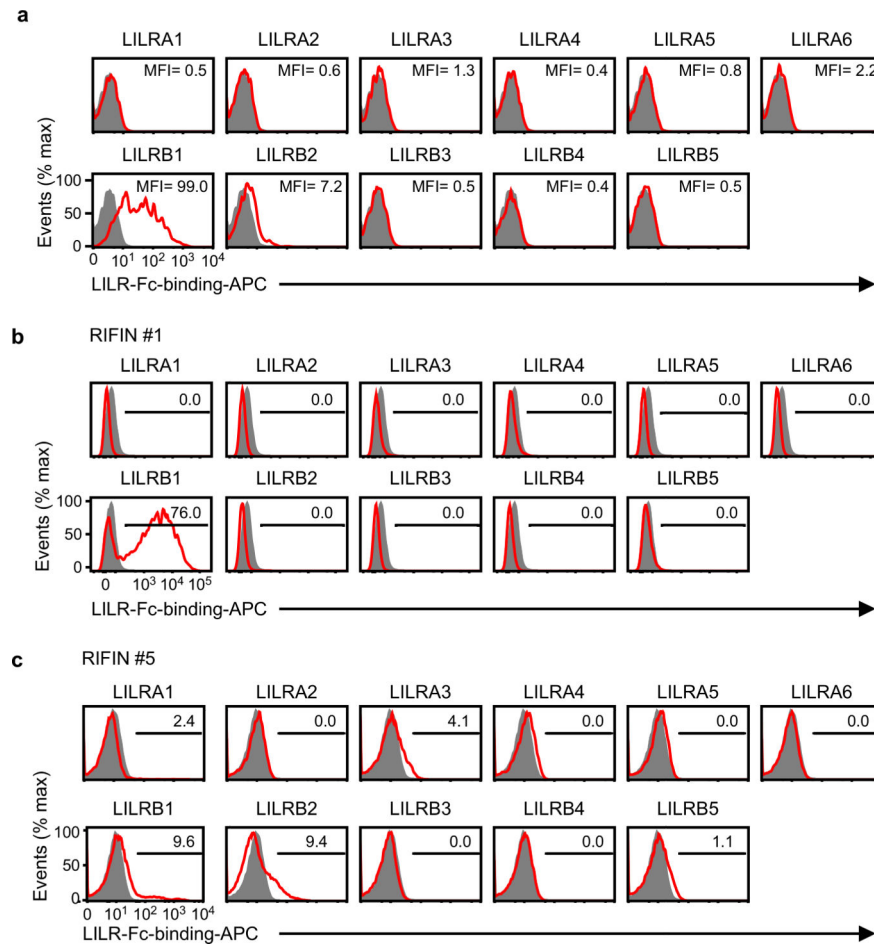 a
LILRA1 LILRA2 LILRA3 LILRA4 LILRA5 LILRA6
MFI= 0.5 MFI= 0.6 MFI= 1.3 MFI= 0.4 MFI= 0.8 MFI= 2.2
LILRB1 LILRB2 LILRB3 LILRB4 LILRB5
MFI= 99.0 MFI= 7.2 MFI= 0.5 MFI= 0.4 MFI= 0.5
Events (% max)
100
50
0
0 10¹ 10² 10³ 10⁴
LILR-Fc-binding-APC
b RIFIN #1
LILRA1 LILRA2 LILRA3 LILRA4 LILRA5 LILRA6
0.0 0.0 0.0 0.0 0.0 0.0
LILRB1 LILRB2 LILRB3 LILRB4 LILRB5
76.0 0.0 0.0 0.0 0.0
Events (% max)
100
50
0
0 10³ 10⁴ 10⁵
LILR-Fc-binding-APC
c RIFIN #5
LILRA1 LILRA2 LILRA3 LILRA4 LILRA5 LILRA6
2.4 0.0 4.1 0.0 0.0 0.0
LILRB1 LILRB2 LILRB3 LILRB4 LILRB5
9.6 9.4 0.0 0.0 1.1
Events (% max)
100
50
0
0 10¹ 10² 10³ 10⁴
LILR-Fc-binding-APC